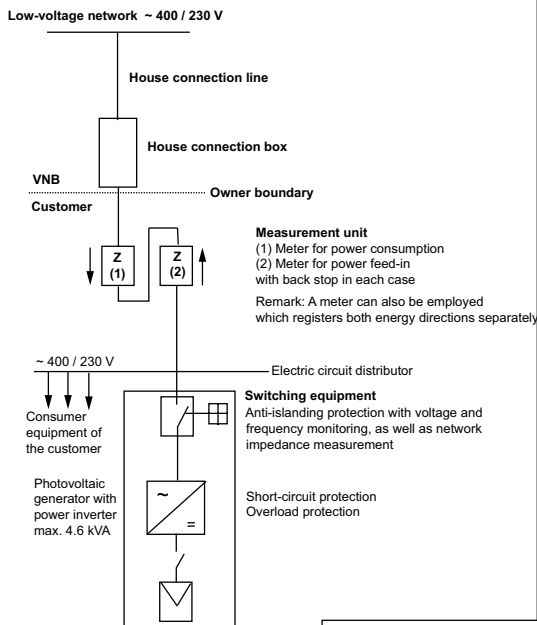 Low-voltage network ~ 400 / 230 V
House connection line
House connection box
VNB
Owner boundary
Customer
Z
(1)
Z
(2)
Measurement unit
(1) Meter for power consumption
(2) Meter for power feed-in
with back stop in each case
Remark: A meter can also be employed
which registers both energy directions separately
~ 400 / 230 V
Electric circuit distributor
Consumer
equipment of
the customer
Switching equipment
Anti-islanding protection with voltage and
frequency monitoring, as well as network
impedance measurement
Photovoltaic
generator with
power inverter
max. 4.6 kVA
~
=
Short-circuit protection
Overload protection